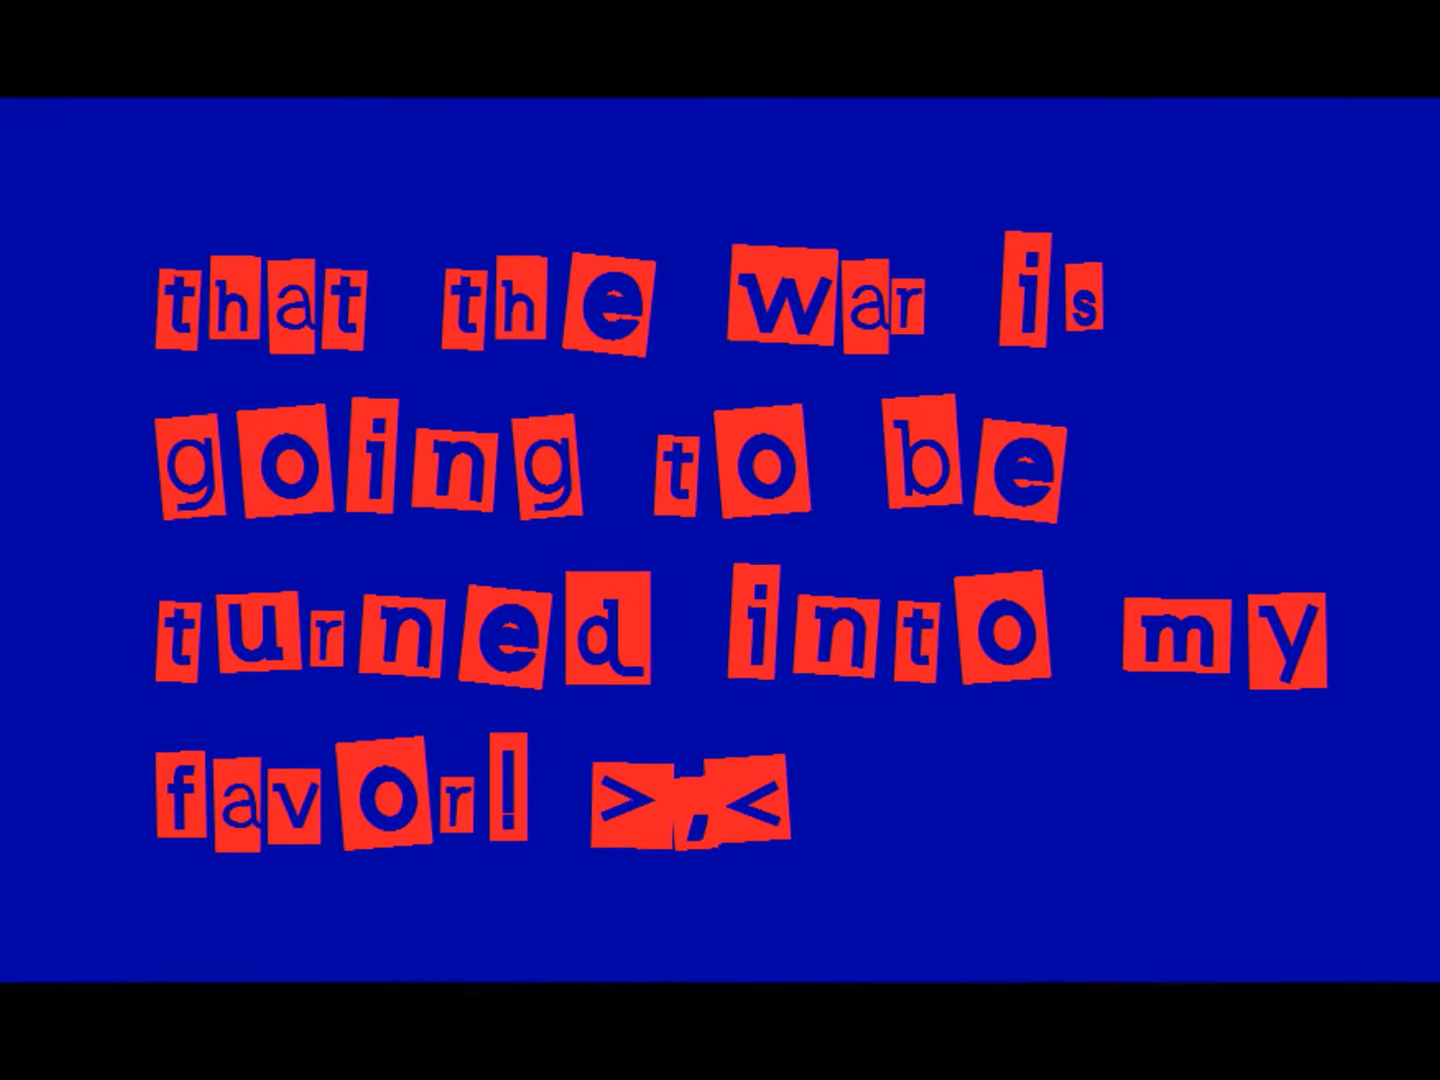 that the war is
going to be
turned into my
favor! >,<